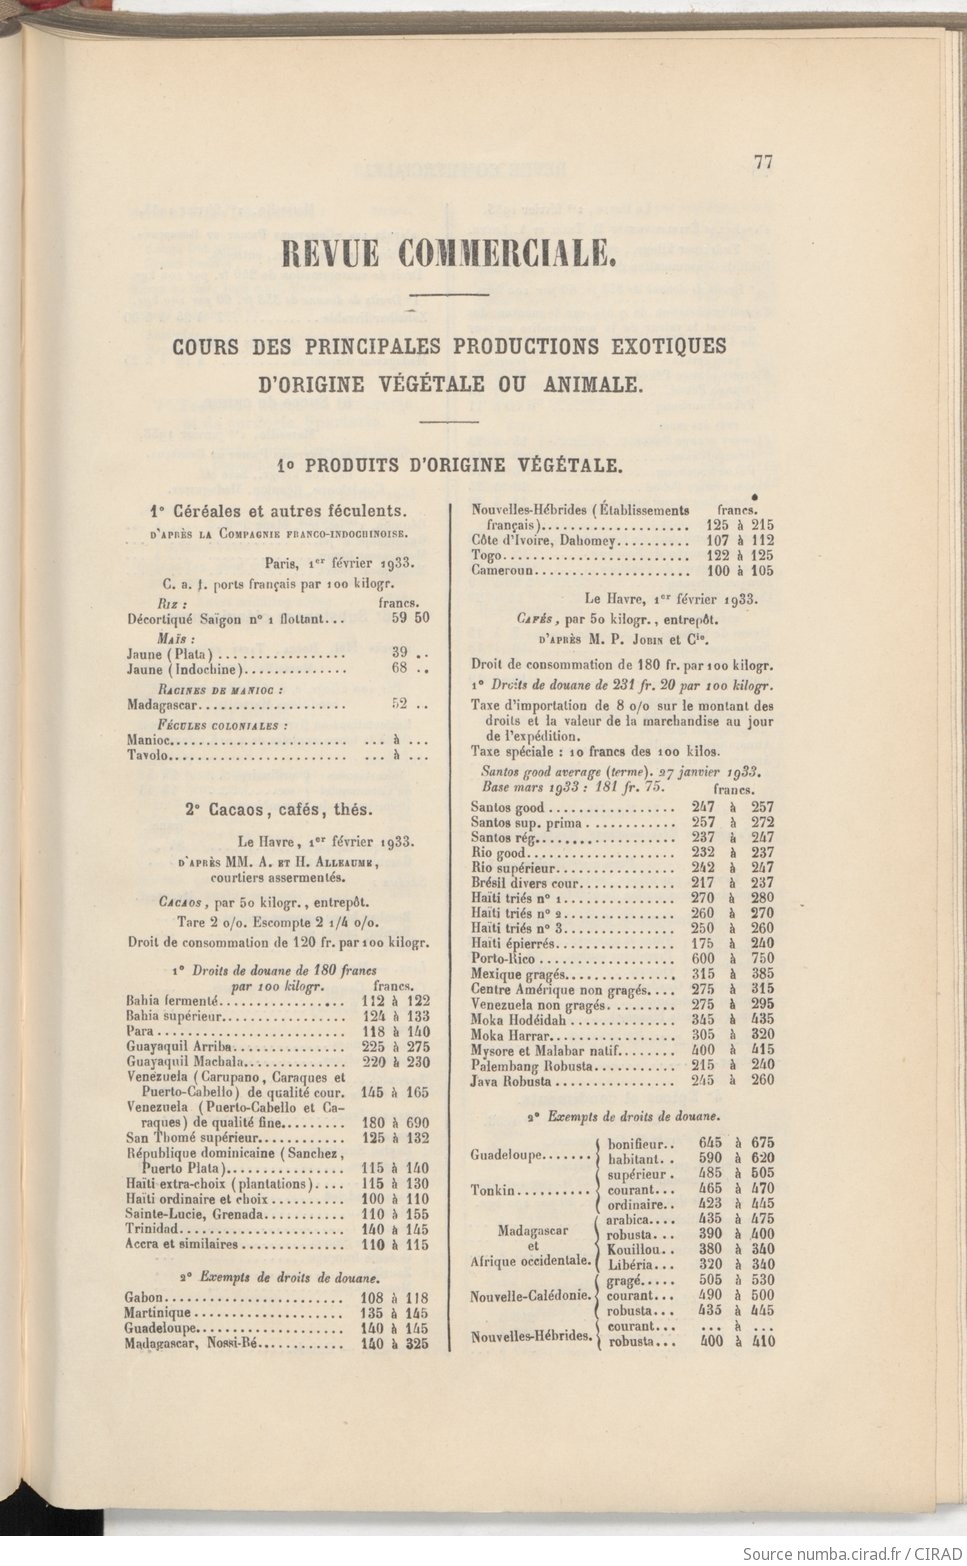 77
REVUE COMMERCIALE.
COURS DES PRINCIPALES PRODUCTIONS EXOTIQUES
D'ORIGINE VÉGÉTALE OU ANIMALE.
1o PRODUITS D'ORIGINE VÉGÉTALE.
1° Céréales et autres féculents.
D'APRÈS LA COMPAGNIE FRANCO-INDOCHINOISE.
Paris, 1er février 1933.
C. a. f. ports français par 100 kilogr.
RIZ : francs.
Décortiqué Saïgon n° 1 flottant... 59 50
MAÏS :
Jaune (Plata) ................ 39 ..
Jaune (Indochine).............. 68 ..
RACINES DE MANIOC :
Madagascar.................... 52 ..
FÉCULES COLONIALES :
Manioc........................ ... à ...
Tavolo........................ ... à ...
2° Cacaos, cafés, thés.
Le Havre, 1er février 1933.
D'APRÈS MM. A. ET H. ALLEAUME,
courtiers assermentés.
CACAOS, par 50 kilogr., entrepôt.
Tare 2 o/o. Escompte 2 1/4 o/o.
Droit de consommation de 120 fr. par 100 kilogr.
1° Droits de douane de 180 francs
par 100 kilogr. francs.
Bahia fermenté................. 112 à 122
Bahia supérieur................ 124 à 133
Para......................... 118 à 140
Guayaquil Arriba............... 225 à 275
Guayaquil Machala.............. 220 à 230
Venezuela (Carupano, Caraques et
Puerto-Cabello) de qualité cour. 145 à 165
Venezuela (Puerto-Cabello et Ca-
raques) de qualité fine......... 180 à 690
San Thomé supérieur............ 125 à 132
République dominicaine (Sanchez,
Puerto Plata)................ 115 à 140
Haïti extra-choix (plantations).... 115 à 130
Haïti ordinaire et choix.......... 100 à 110
Sainte-Lucie, Grenada........... 110 à 155
Trinidad...................... 140 à 145
Accra et similaires.............. 110 à 115
2° Exempts de droits de douane.
Gabon........................ 108 à 118
Martinique.................... 135 à 145
Guadeloupe.................... 140 à 145
Madagascar, Nossi-Bé............ 140 à 325
Nouvelles-Hébrides (Établissements francs.
français).................... 125 à 215
Côte d'Ivoire, Dahomey.......... 107 à 112
Togo......................... 122 à 125
Cameroun..................... 100 à 105
Le Havre, 1er février 1933.
CAFÉS, par 50 kilogr., entrepôt.
D'APRÈS M. P. JOBIN et Cie.
Droit de consommation de 180 fr. par 100 kilogr.
1° Droits de douane de 231 fr. 20 par 100 kilogr.
Taxe d'importation de 8 o/o sur le montant des
droits et la valeur de la marchandise au jour
de l'expédition.
Taxe spéciale : 10 francs des 100 kilos.
Santos good average (terme). 27 janvier 1933.
Base mars 1933 : 181 fr. 75. francs.
Santos good................. 247 à 257
Santos sup. prima............ 257 à 272
Santos rég................... 237 à 247
Rio good.................... 232 à 237
Rio supérieur................ 242 à 247
Brésil divers cour............. 217 à 237
Haïti triés n° 1............... 270 à 280
Haïti triés n° 2............... 260 à 270
Haïti triés n° 3............... 250 à 260
Haïti épierrés................ 175 à 240
Porto-Rico.................. 600 à 750
Mexique gragés............... 315 à 385
Centre Amérique non gragés.... 275 à 315
Venezuela non gragés.......... 275 à 295
Moka Hodéidah.............. 345 à 435
Moka Harrar................. 305 à 320
Mysore et Malabar natif........ 400 à 415
Palembang Robusta........... 215 à 240
Java Robusta................ 245 à 260
2° Exempts de droits de douane.
Guadeloupe....... bonifieur.. 645 à 675
habitant.. 590 à 620
Tonkin.......... supérieur. 485 à 505
courant... 465 à 470
ordinaire.. 423 à 445
Madagascar et Afrique occidentale. arabica.... 435 à 475
robusta... 390 à 400
Kouillou.. 380 à 340
Libéria... 320 à 340
Nouvelle-Calédonie. gragé..... 505 à 530
courant... 490 à 500
robusta... 435 à 445
Nouvelles-Hébrides. courant... ... à ...
robusta... 400 à 410
Source numba.cirad.fr / CIRAD